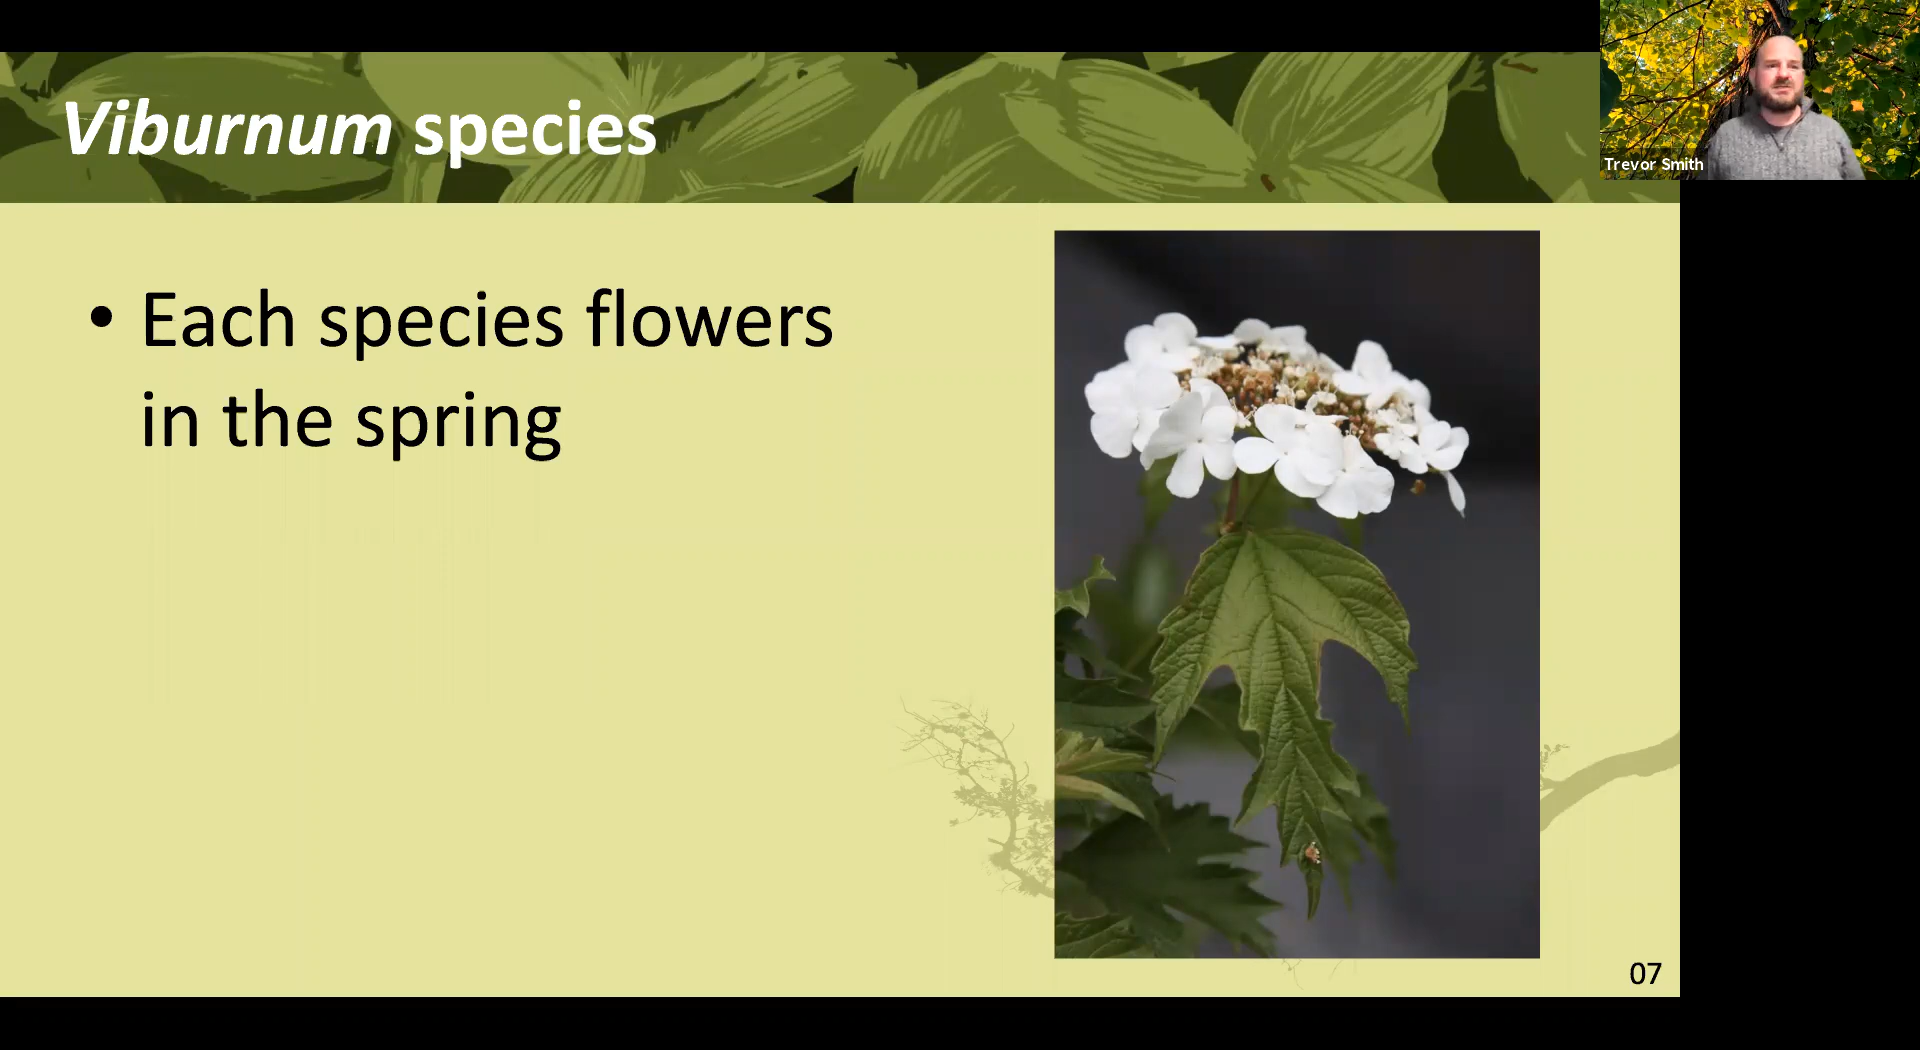 Viburnum species
Trevor Smith
• Each species flowers
in the spring
07